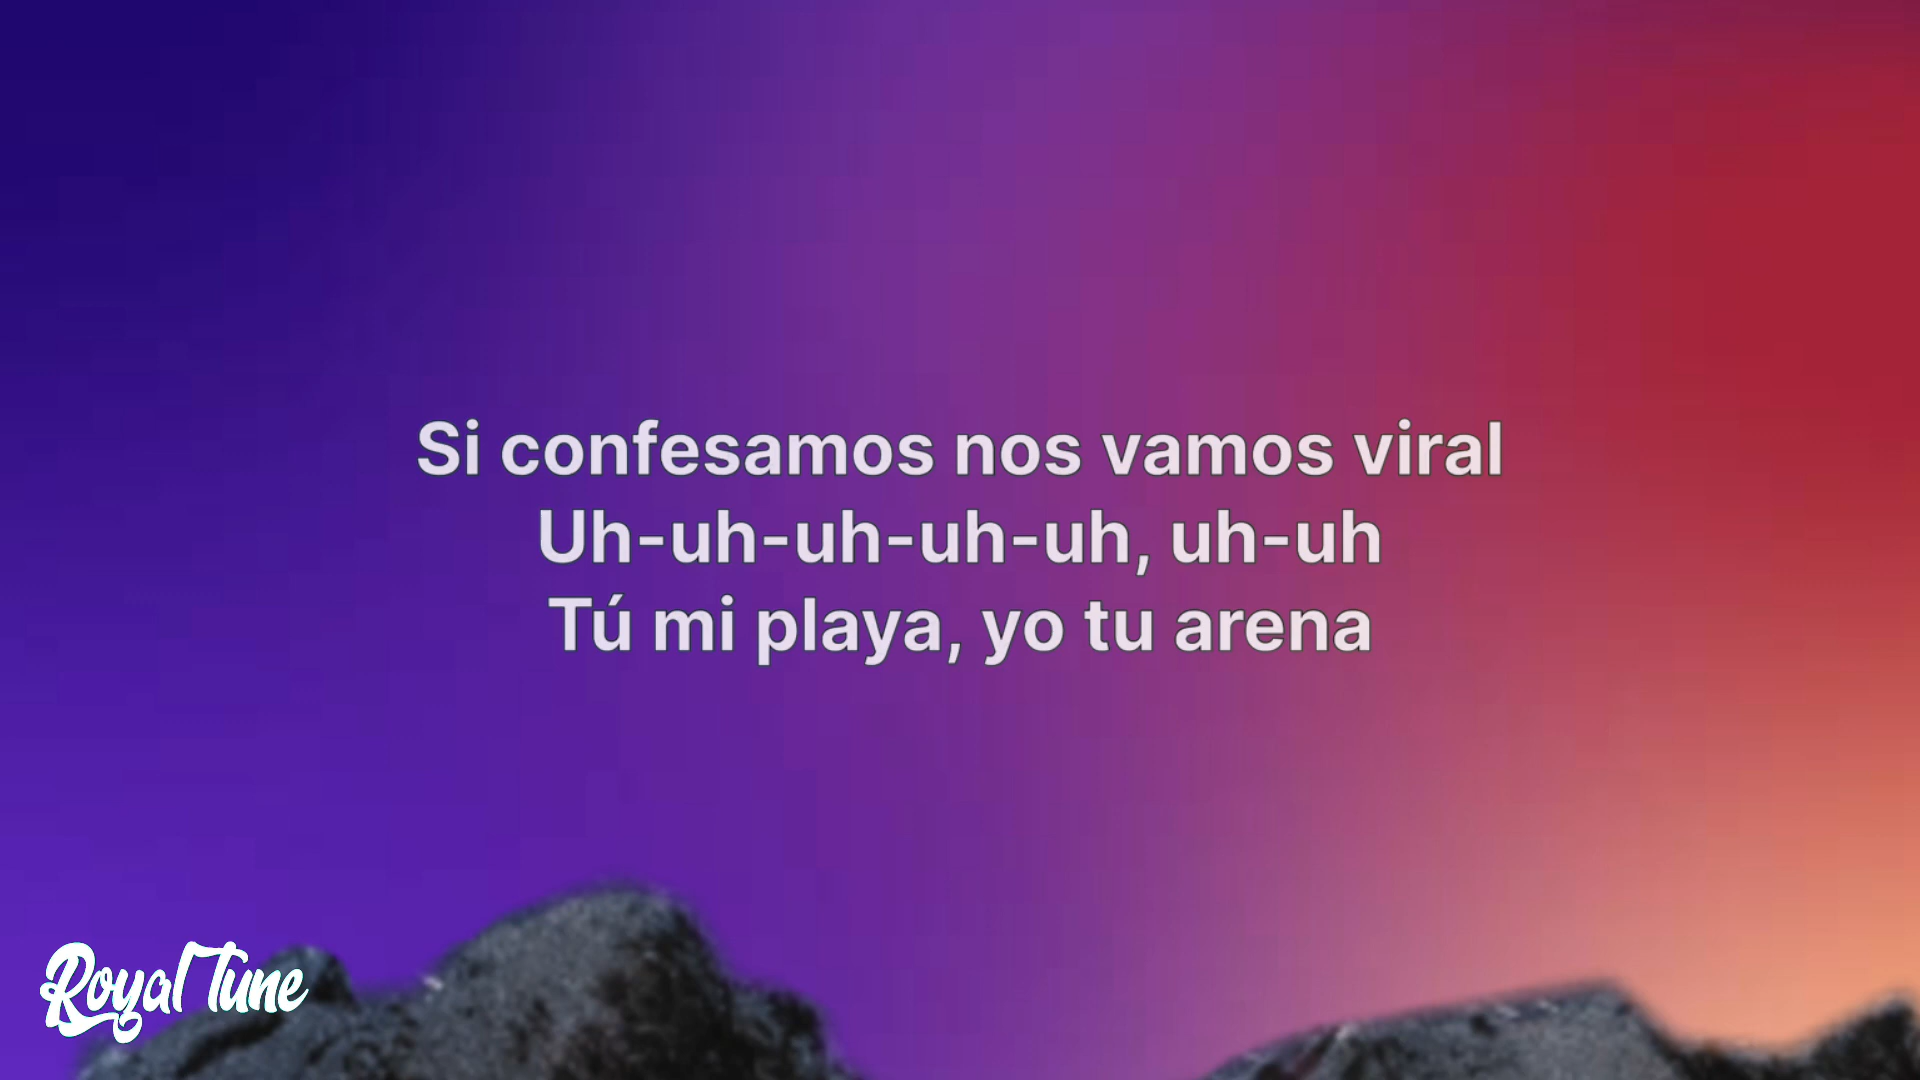 Si confesamos nos vamos viral
Uh-uh-uh-uh-uh, uh-uh
Tú mi playa, yo tu arena
Royal Tune